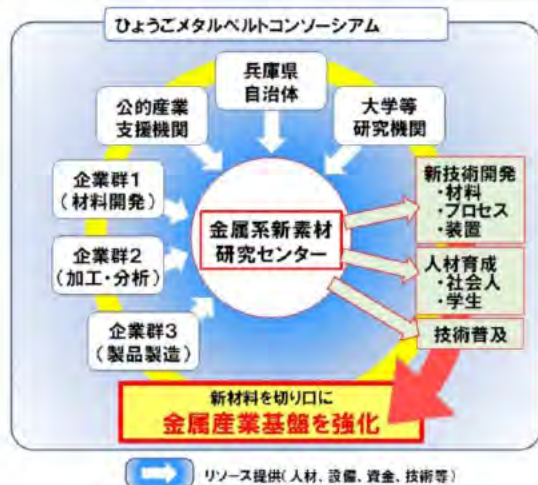 ひょうごメタルベルトコンソーシアム
兵庫県
自治体
公的産業
支援機関
大学等
研究機関
企業群1
(材料開発)
企業群2
(加工・分析)
企業群3
(製品製造)
金属系新素材
研究センター
新技術開発
・材料
・プロセス
・装置
人材育成
・社会人
・学生
技術普及
新材料を切り口に
金属産業基盤を強化
リソース提供(人材、設備、資金、技術等)